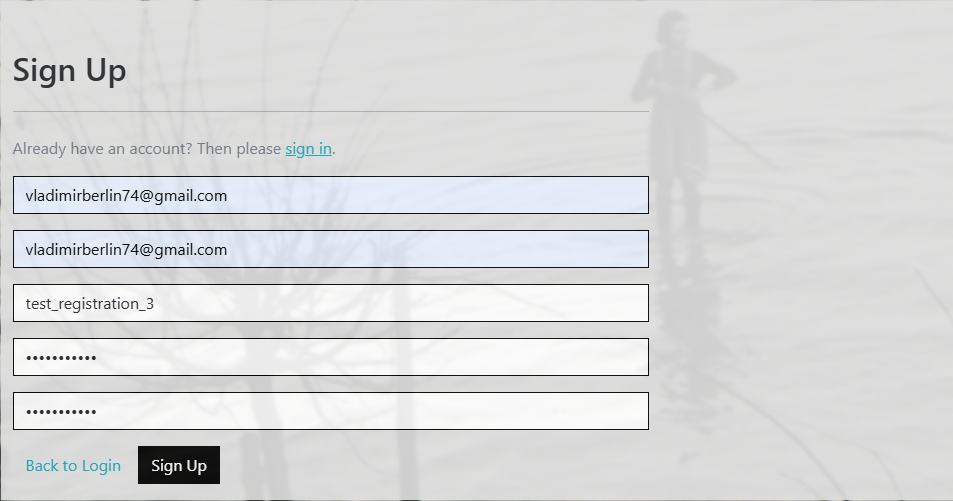 Sign Up
Already have an account? Then please sign in.
vladimirberlin74@gmail.com
vladimirberlin74@gmail.com
test_registration_3
•••••••••••
•••••••••••
Back to Login Sign Up